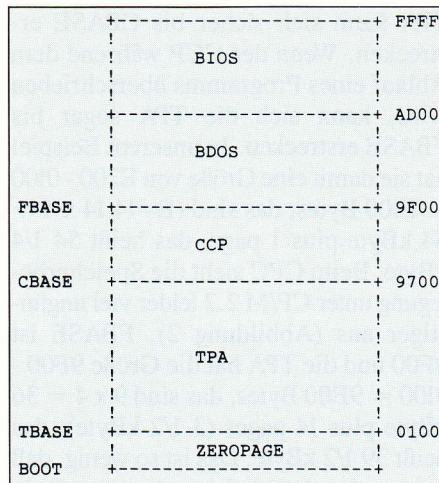 +---------------+ FFFF
BIOS
+---------------+ AD00
BDOS
FBASE +---------------+ 9F00
CCP
CBASE +---------------+ 9700
TPA
TBASE +---------------+ 0100
ZEROPAGE
BOOT +---------------+